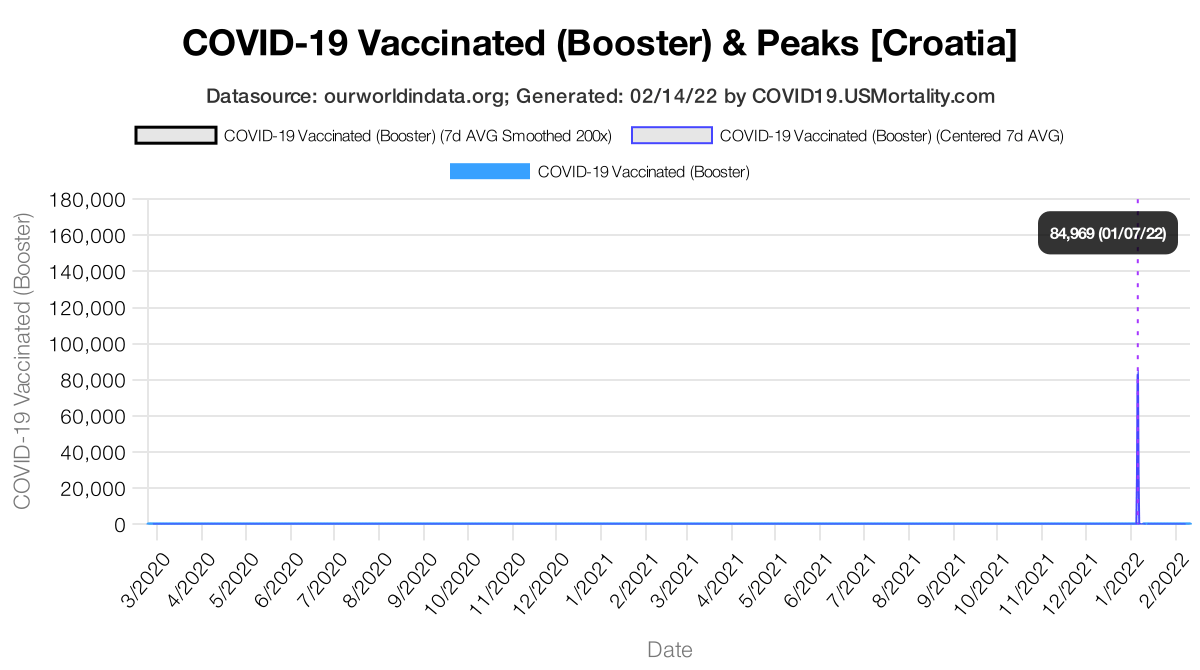 COVID-19 Vaccinated (Booster) & Peaks [Croatia]
Datasource: ourworldindata.org; Generated: 02/14/22 by COVID19.USMortality.com
COVID-19 Vaccinated (Booster) (7d AVG Smoothed 200x) COVID-19 Vaccinated (Booster) (Centered 7d AVG)
COVID-19 Vaccinated (Booster)
COVID-19 Vaccinated (Booster)
180,000
160,000
140,000
120,000
100,000
80,000
60,000
40,000
20,000
0
84,969 (01/07/22)
3/2020 4/2020 5/2020 6/2020 7/2020 8/2020 9/2020 10/2020 11/2020 12/2020 1/2021 2/2021 3/2021 4/2021 5/2021 6/2021 7/2021 8/2021 9/2021 10/2021 11/2021 12/2021 1/2022 2/2022
Date